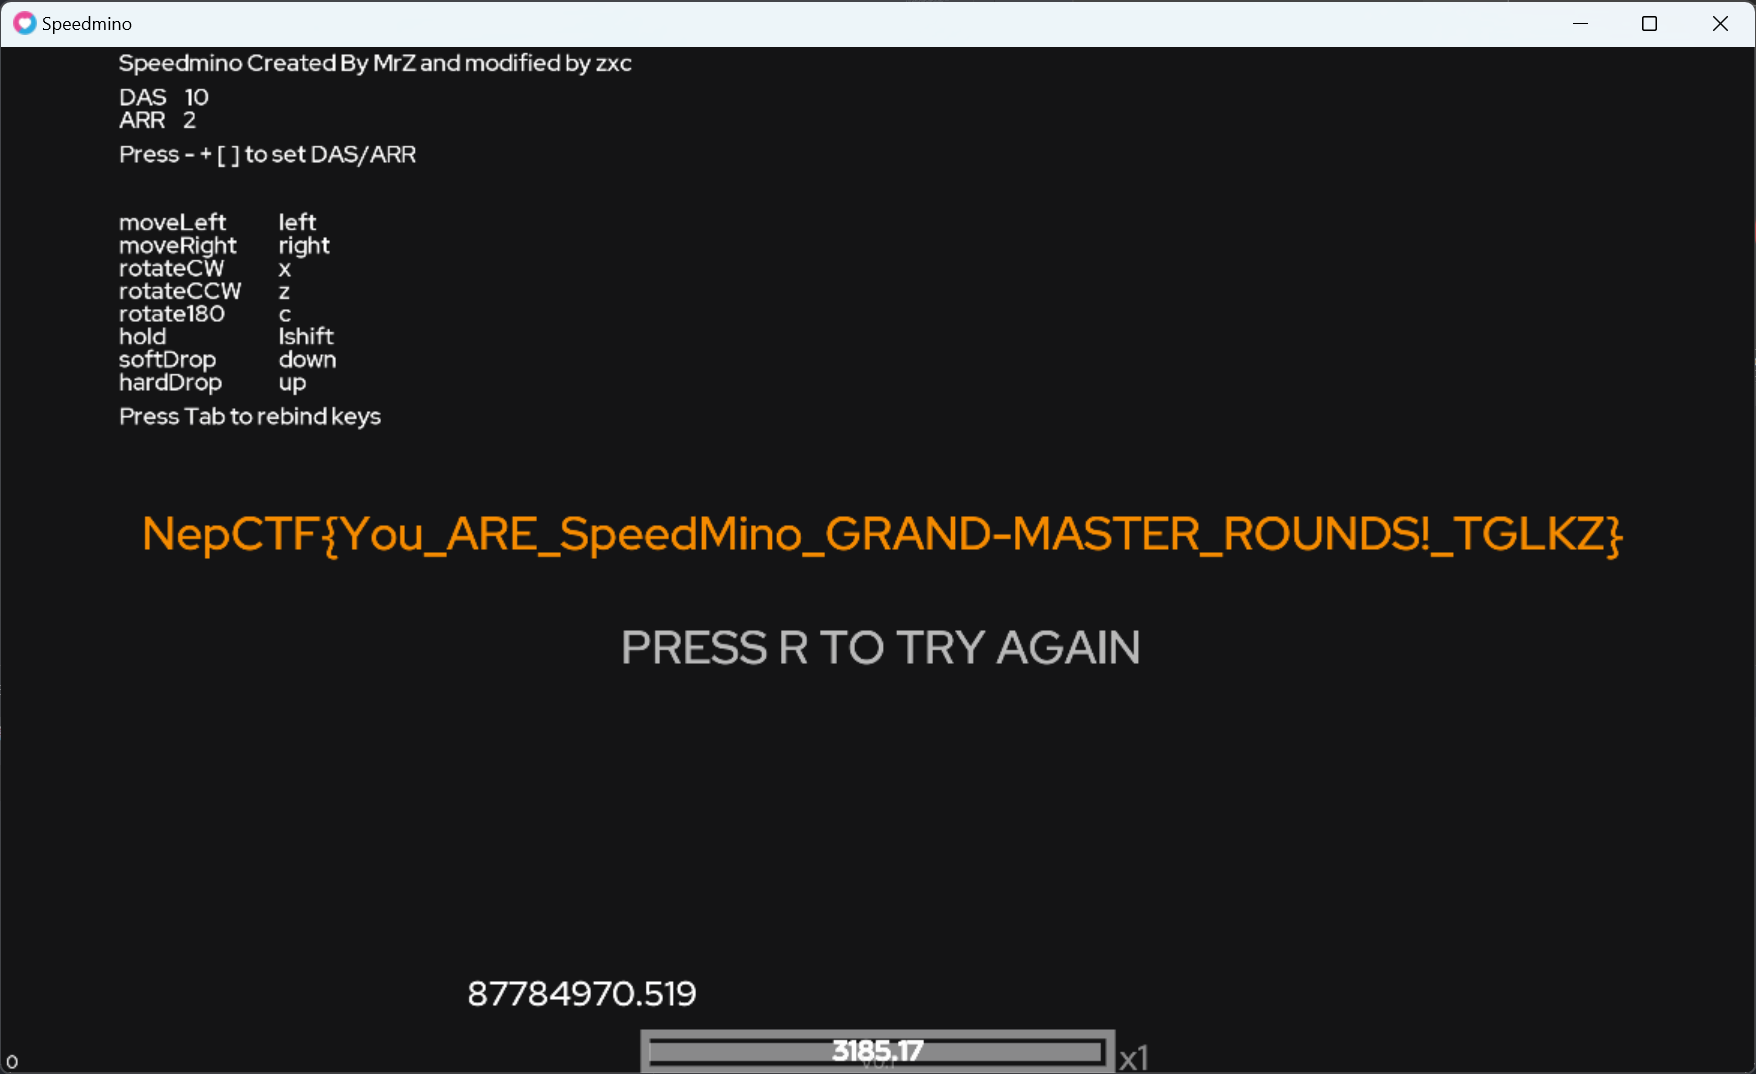 Speedmino
Speedmino Created By MrZ and modified by zxc
DAS 10
ARR 2
Press - + [ ] to set DAS/ARR
moveLeft left
moveRight right
rotateCW x
rotateCCW z
rotate180 c
hold lshift
softDrop down
hardDrop up
Press Tab to rebind keys
NepCTF{You_ARE_SpeedMino_GRAND-MASTER_ROUNDS!_TGLKZ}
PRESS R TO TRY AGAIN
87784970.519
3185.17
x1
0